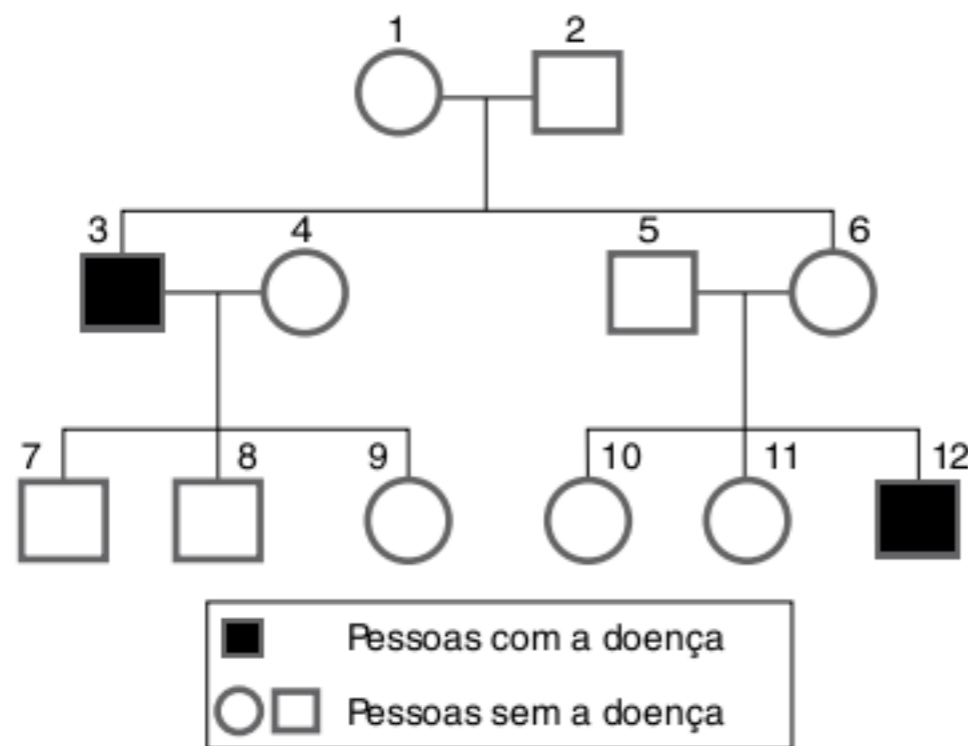 1 2
3 4 5 6
7 8 9 10 11 12
Pessoas com a doença
Pessoas sem a doença